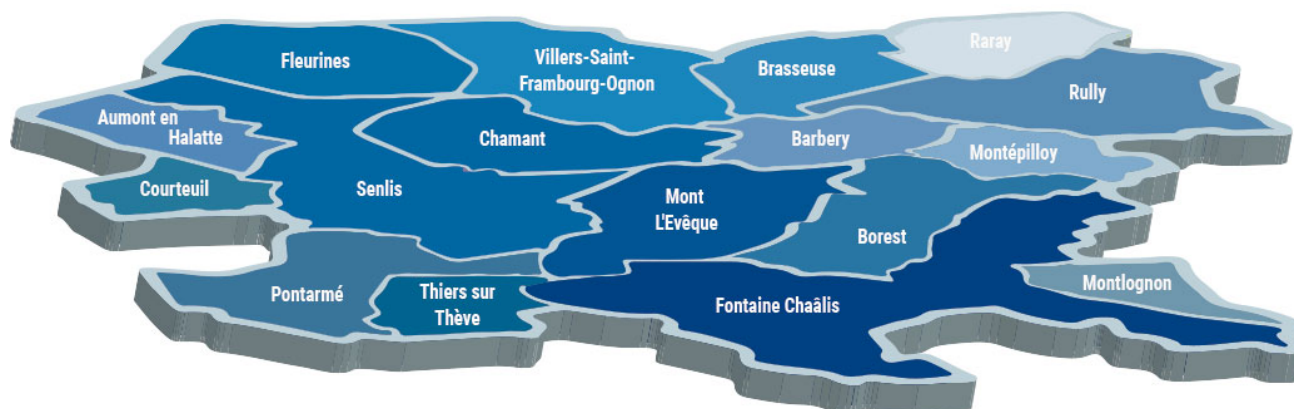 Fleurines
Villers-Saint-
Frambourg-Ognon
Brasseuse
Raray
Rully
Aumont en
Halatte
Chamant
Barbery
Montépilloy
Courteuil
Senlis
Mont
L'Evêque
Borest
Pontarmé
Thiers sur
Thève
Fontaine Chaâlis
Montlognon